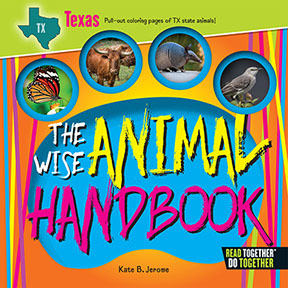 TX
Texas Pull-out coloring pages of TX state animals!
THE
WISE ANIMAL
HANDBOOK
Kate B. Jerome
READ TOGETHER®
DO TOGETHER